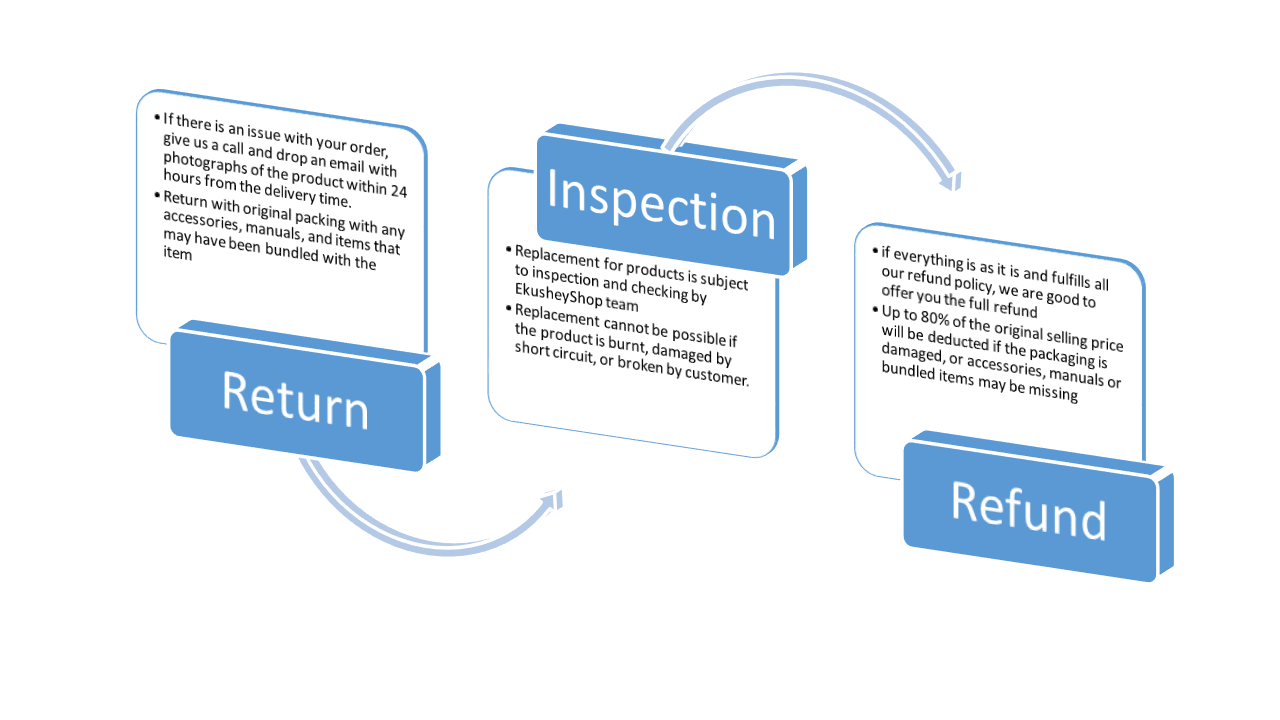 • If there is an issue with your order,
give us a call and drop an email with
photographs of the product within 24
hours from the delivery time.
• Return with original packing with any
accessories, manuals, and items that
may have been bundled with the
item
Return
Inspection
• Replacement for products is subject
to inspection and checking by
EkusheyShop team
• Replacement cannot be possible if
the product is burnt, damaged by
short circuit, or broken by customer.
• if everything is as it is and fulfills all
our refund policy, we are good to
offer you the full refund
• Up to 80% of the original selling price
will be deducted if the packaging is
damaged, or accessories, manuals or
bundled items may be missing
Refund